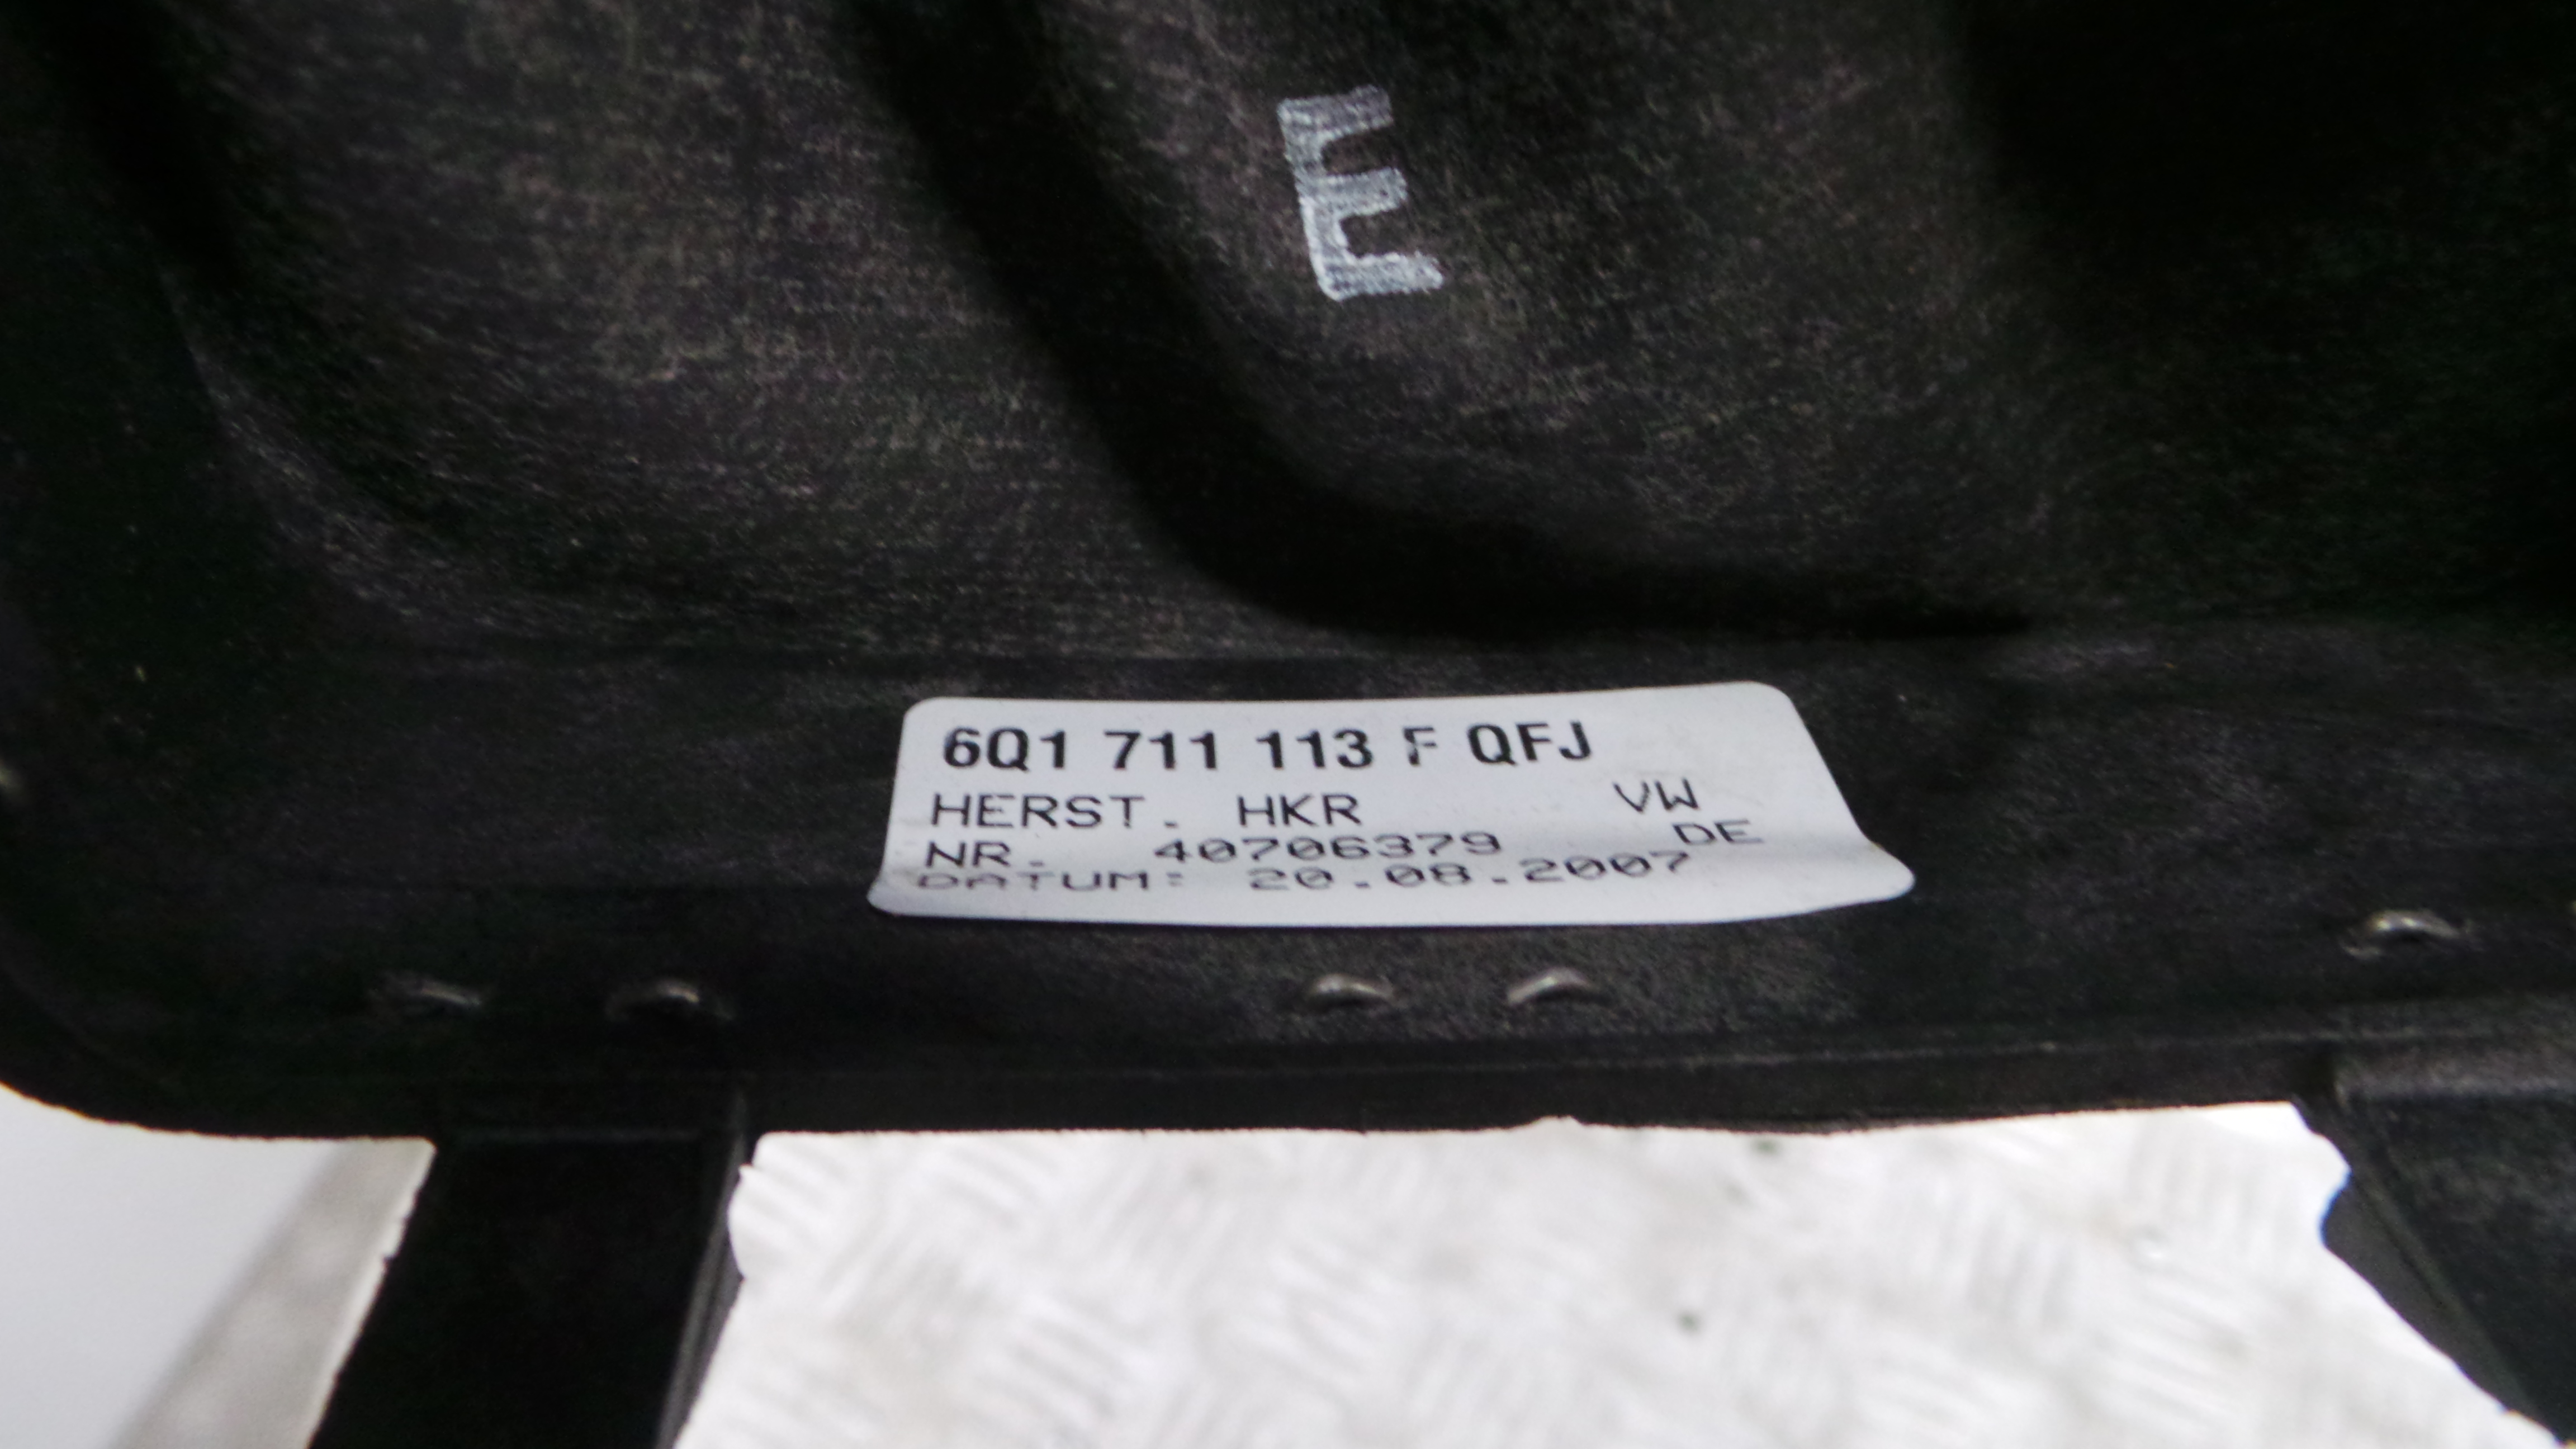 E
6Q1 711 113 F QFJ
HERST. HKR VW
NR. 40706379 DE
DATUM: 20.08.2007